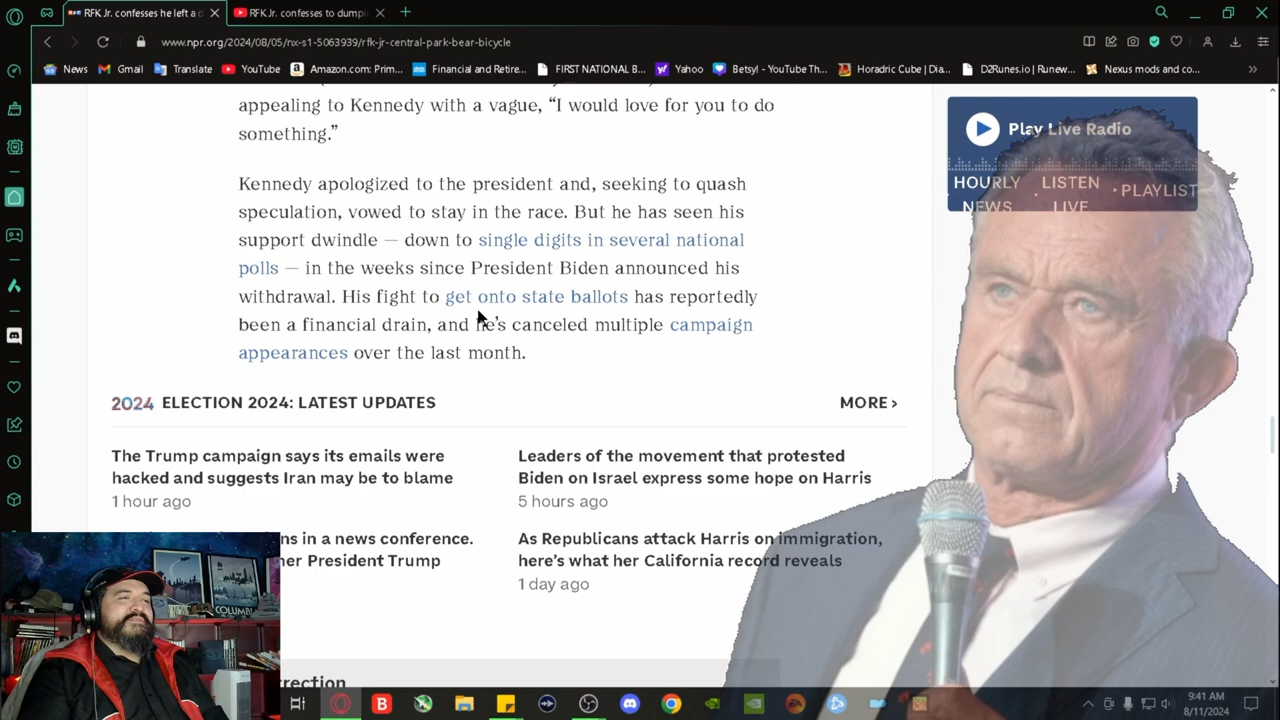 RFK Jr. confesses he left a d
RFK Jr. confesses to dumpi
www.npr.org/2024/08/05/nx-s1-5063939/rfk-jr-central-park-bear-bicycle
News Gmail Translate YouTube Amazon.com: Prim... Financial and Retire... FIRST NATIONAL B... Yahoo Betsy! - YouTube Th... Horadric Cube | Dia... D2Runes.io | Runew... Nexus mods and co...
appealing to Kennedy with a vague, “I would love for you to do
something.”
Kennedy apologized to the president and, seeking to quash
speculation, vowed to stay in the race. But he has seen his
support dwindle — down to single digits in several national
polls — in the weeks since President Biden announced his
withdrawal. His fight to get onto state ballots has reportedly
been a financial drain, and he’s canceled multiple campaign
appearances over the last month.
Play Live Radio
HOURLY LISTEN PLAYLIST
NEWS LIVE
2024 ELECTION 2024: LATEST UPDATES
MORE ›
The Trump campaign says its emails were
hacked and suggests Iran may be to blame
1 hour ago
Leaders of the movement that protested
Biden on Israel express some hope on Harris
5 hours ago
ns in a news conference.
ner President Trump
As Republicans attack Harris on immigration,
here’s what her California record reveals
1 day ago
COLUMB
rrection
9:41 AM
8/11/2024